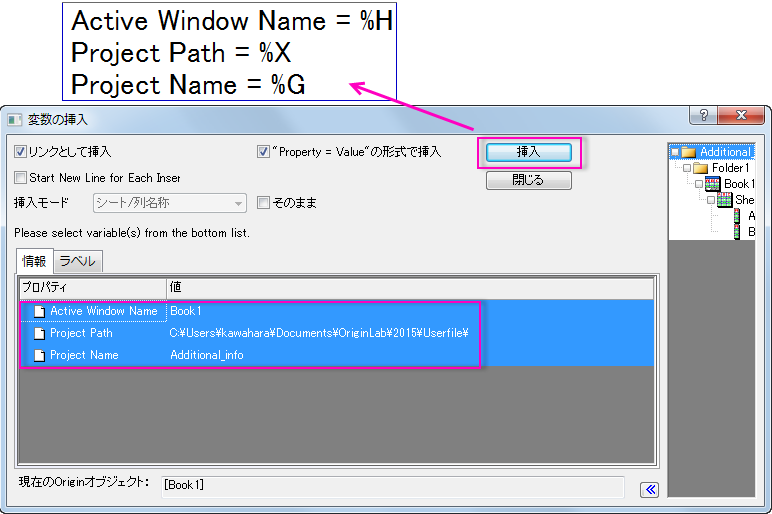 Active Window Name = %H
Project Path = %X
Project Name = %G
変数の挿入
リンクとして挿入
"Property = Value"の形式で挿入
挿入
Start New Line for Each Inser
閉じる
挿入モード
シート/列名称
そのまま
Please select variable(s) from the bottom list.
情報
ラベル
プロパティ
値
Active Window Name
Book1
Project Path
C:¥Users¥kawahara¥Documents¥OriginLab¥2015¥Userfile¥
Project Name
Additional_info
現在のOriginオブジェクト:
[Book1]
Additional_
Folder1
Book1
She
A
B